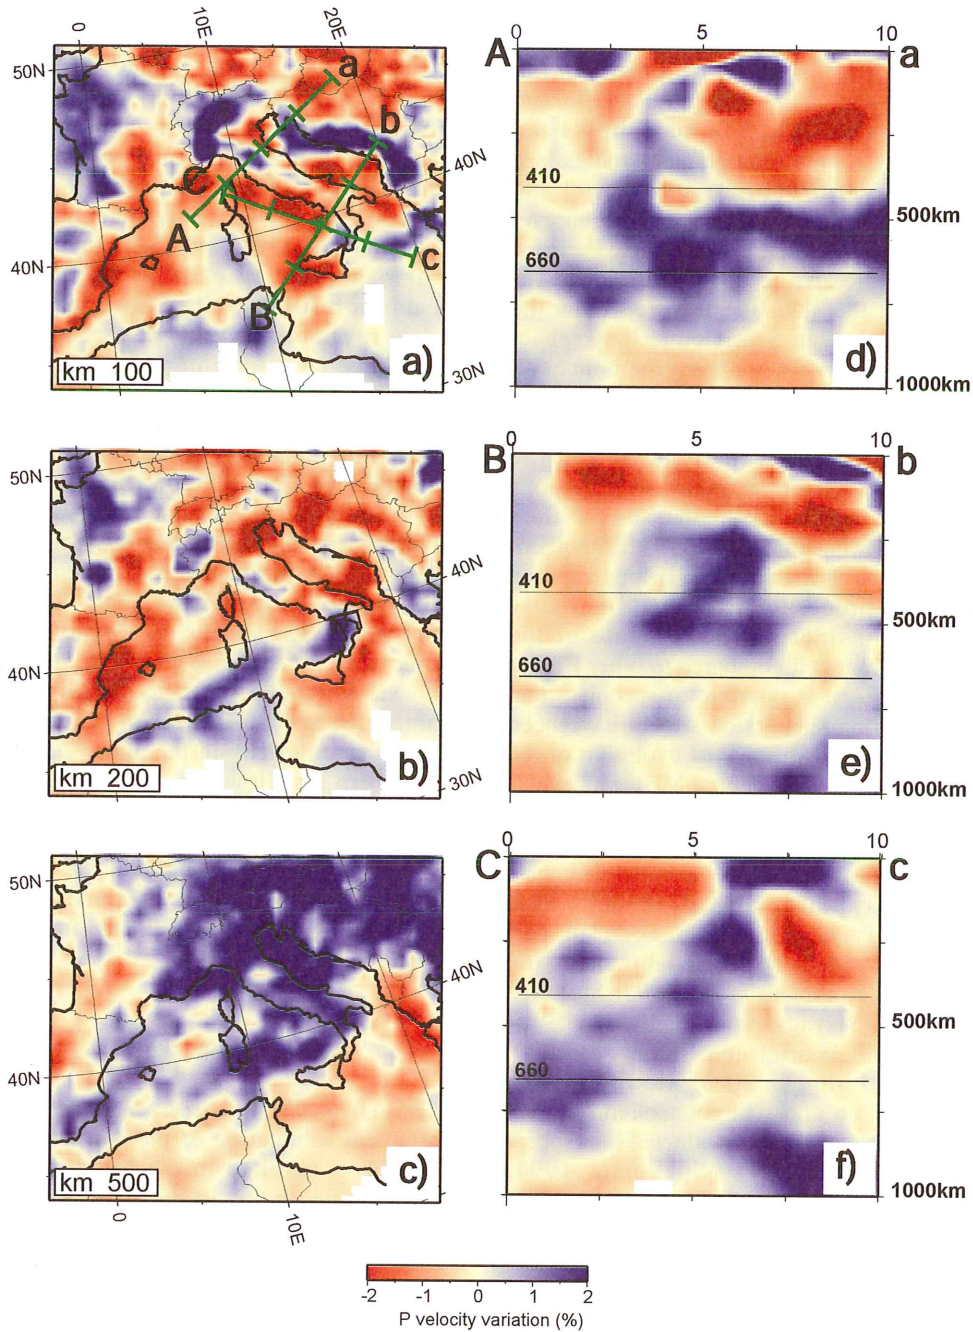 0 10E 20E
50N
a
b
C
A
40N
c
B
40N
30N
km 100
a)
A 0 5 10 a
410
500km
660
d)
1000km
50N
40N
40N
30N
km 200
b)
B 0 5 10 b
410
500km
660
e)
1000km
50N
40N
40N
km 500
c)
0 10E
C 0 5 10 c
410
500km
660
f)
1000km
-2 -1 0 1 2
P velocity variation (%)